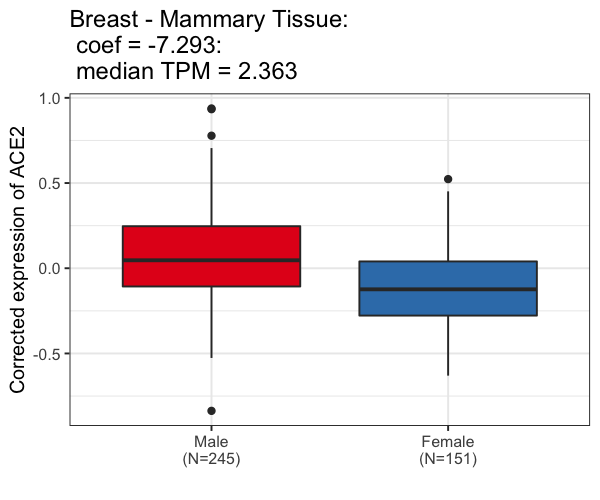 Breast - Mammary Tissue:
coef = -7.293:
median TPM = 2.363
Corrected expression of ACE2
1.0
0.5
0.0
-0.5
Male
(N=245)
Female
(N=151)